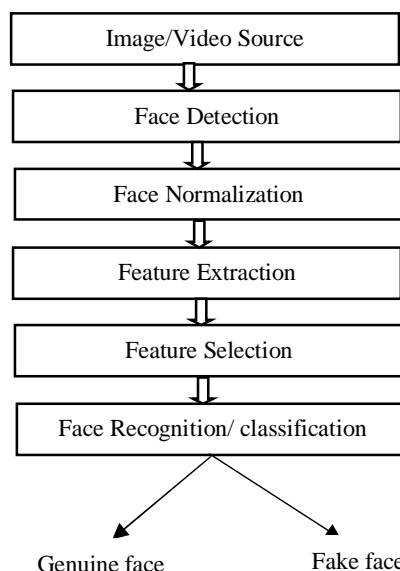 Image/Video Source
Face Detection
Face Normalization
Feature Extraction
Feature Selection
Face Recognition/ classification
Genuine face
Fake face